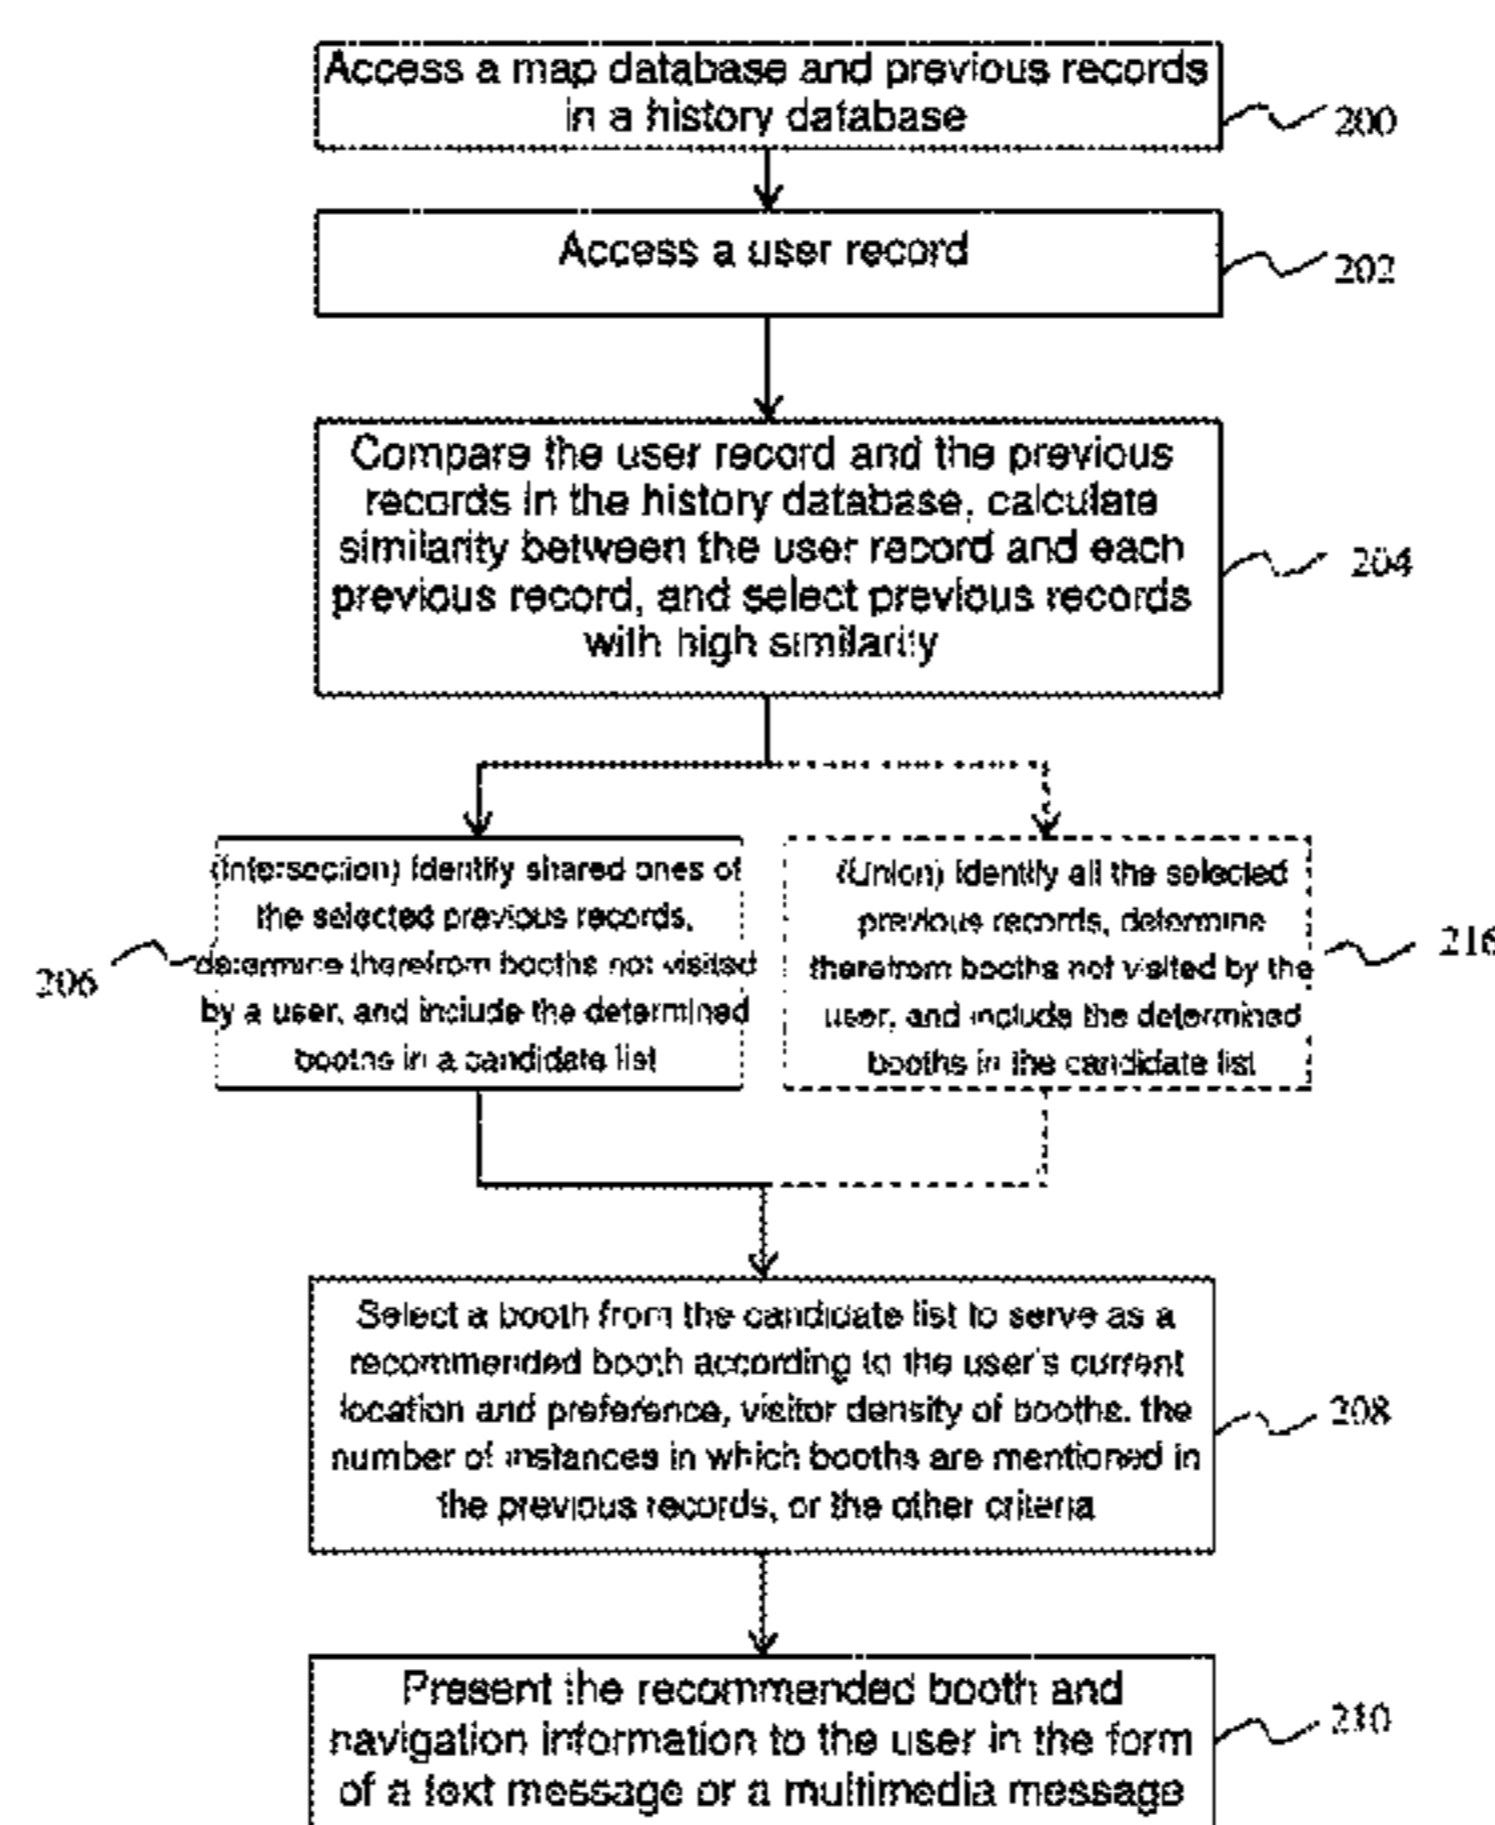 Access a map database and previous records
in a history database
200
Access a user record
202
Compare the user record and the previous
records in the history database, calculate
similarity between the user record and each
previous record, and select previous records
with high similarity
204
(Intersection) Identify shared ones of
the selected previous records,
determine therefrom booths not visited
by a user, and include the determined
booths in a candidate list
206
(Union) Identify all the selected
previous records, determine
therefrom booths not visited by the
user, and include the determined
booths in the candidate list
216
Select a booth from the candidate list to serve as a
recommended booth according to the user's current
location and preference, visitor density of booths, the
number of instances in which booths are mentioned in
the previous records, or the other criteria
208
Present the recommended booth and
navigation information to the user in the form
of a text message or a multimedia message
210